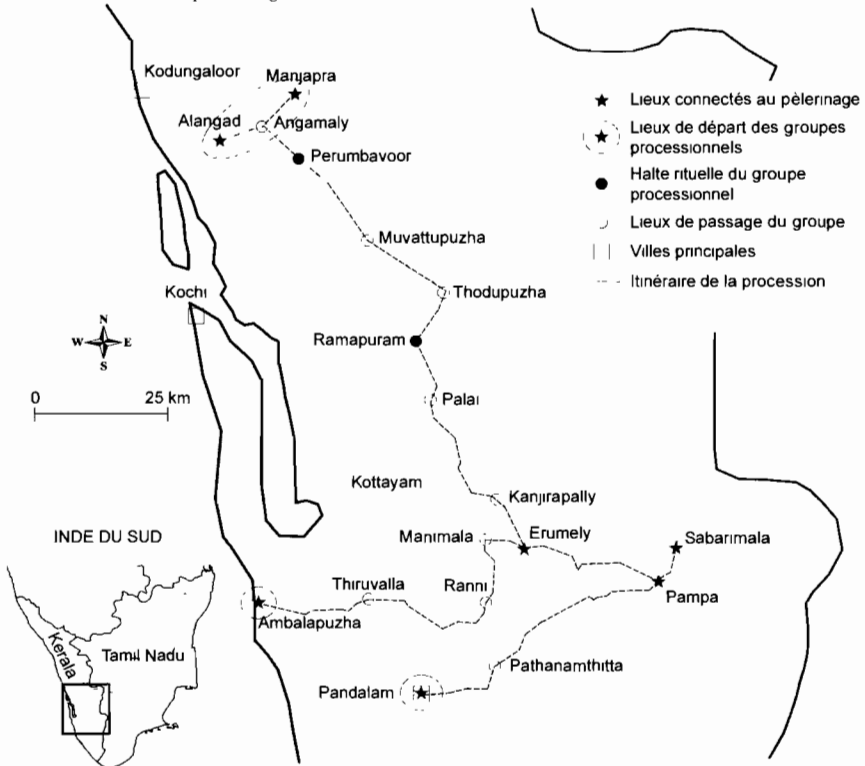 Kodungaloor
Manjapra
Alangad
Angamaly
Perumbavoor
Muvattupuzha
Kochi
Thodupuzha
Ramapuram
Palai
Kottayam
Kanjirapally
Manimala
Erumely
Sabarimala
Thiruvalla
Ranni
Pampa
Ambalapuzha
Pathanamthitta
Pandalam
Lieux connectés au pèlerinage
Lieux de départ des groupes
processionnels
Halte rituelle du groupe
processionnel
Lieux de passage du groupe
Villes principales
Itinéraire de la procession
N
W E
S
0 25 km
INDE DU SUD
Kerala
Tamil Nadu